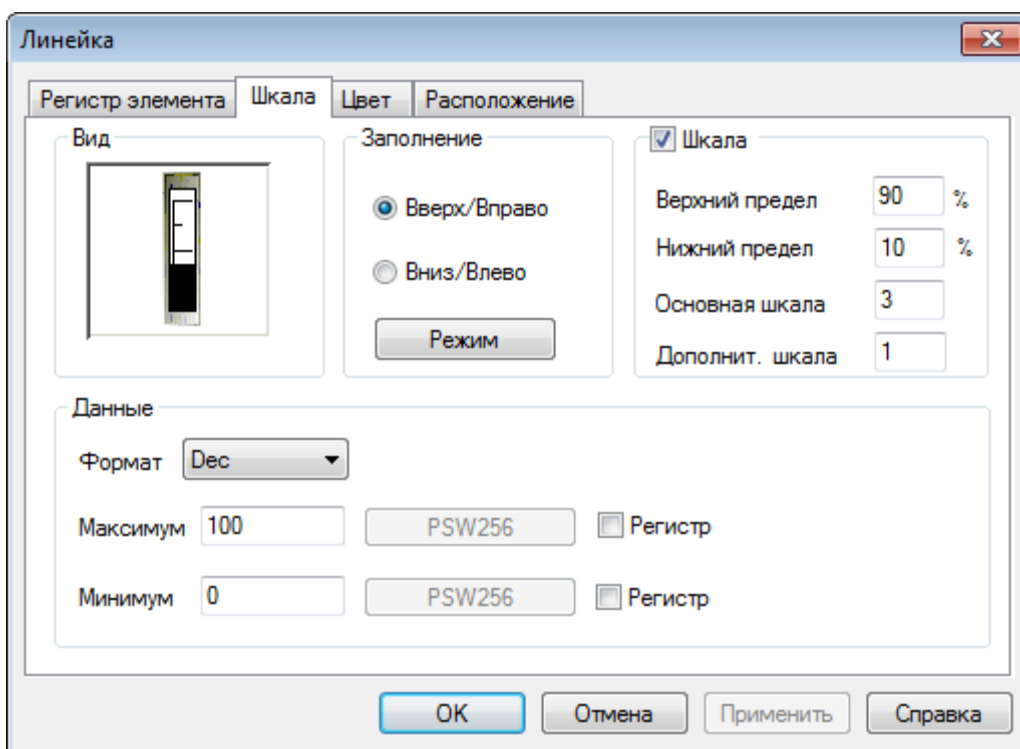 Линейка
Регистр элемента Шкала Цвет Расположение
Вид
Заполнение
Вверх/Вправо
Вниз/Влево
Режим
Шкала
Верхний предел 90 %
Нижний предел 10 %
Основная шкала 3
Дополнит. шкала 1
Данные
Формат Dec
Максимум 100 PSW256 Регистр
Минимум 0 PSW256 Регистр
OK Отмена Применить Справка